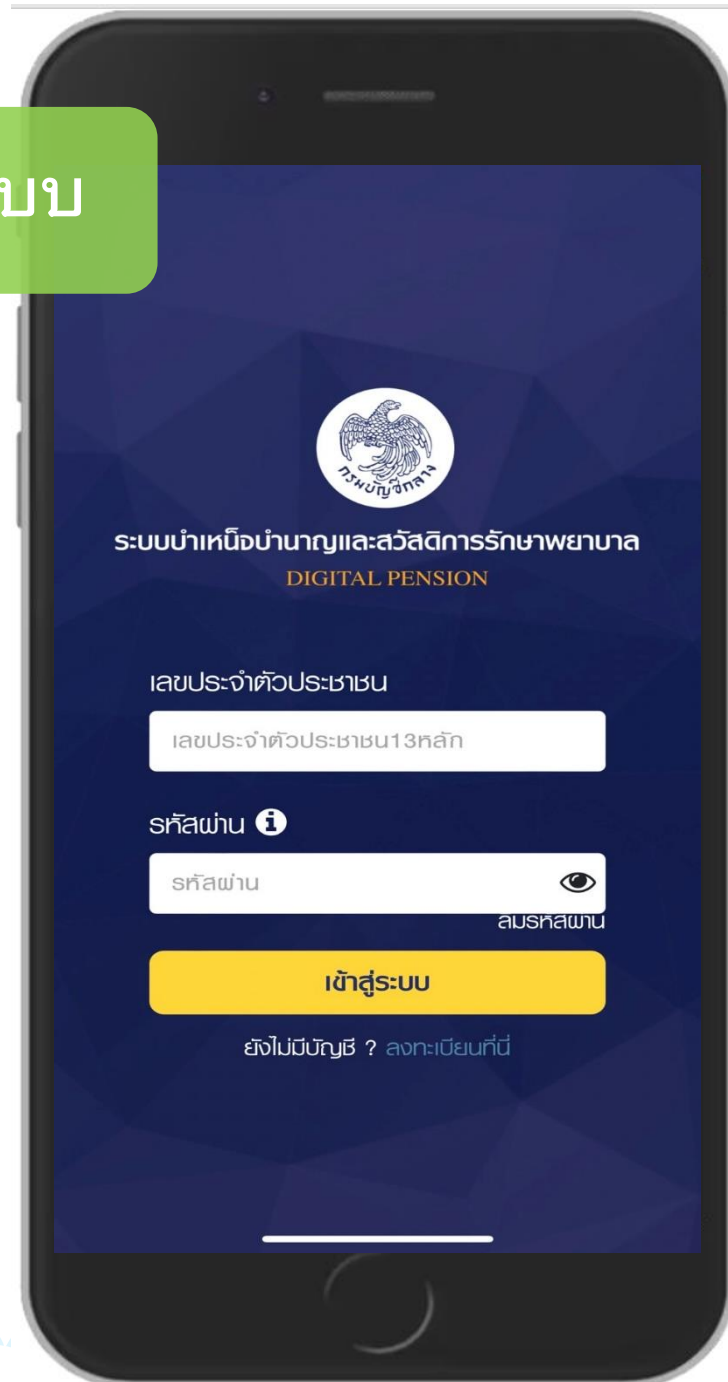 บบ
กรมบัญชีกลาง
ระบบบำเหน็จบำนาญและสวัสดิการรักษาพยาบาล
DIGITAL PENSION
เลขประจำตัวประชาชน
เลขประจำตัวประชาชน13หลัก
รหัสผ่าน
รหัสผ่าน
ลืมรหัสผ่าน
เข้าสู่ระบบ
ยังไม่มีบัญชี ? ลงทะเบียนที่นี่